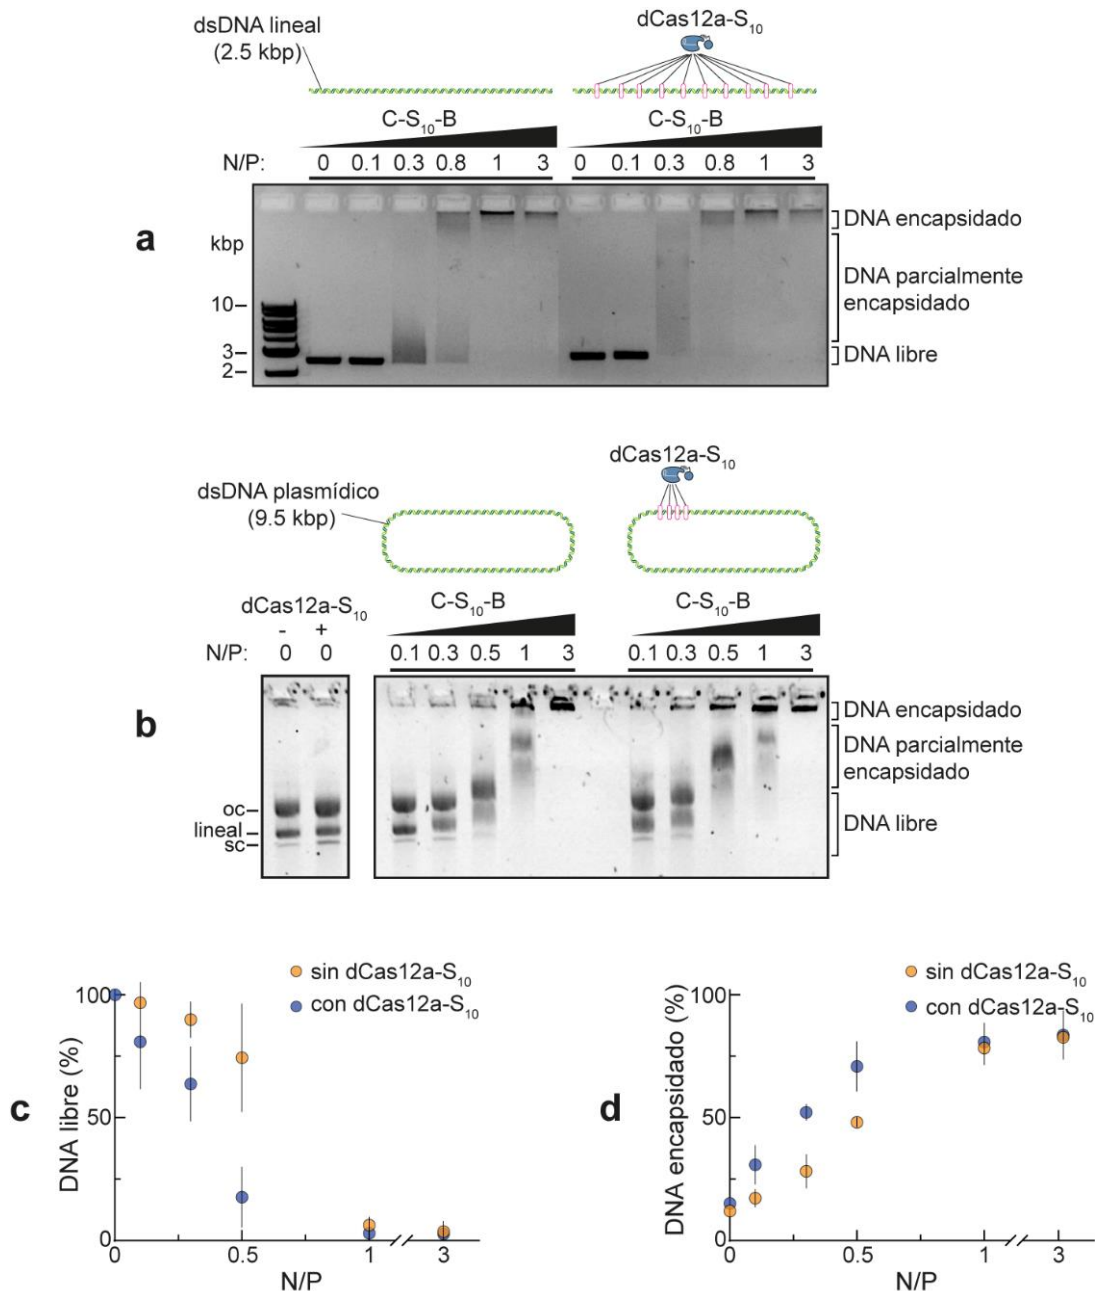 dsDNA lineal
(2.5 kbp)
dCas12a-S₁₀
C-S₁₀-B
C-S₁₀-B
N/P: 0 0.1 0.3 0.8 1 3 0 0.1 0.3 0.8 1 3
a
kbp
10
3
2
DNA encapsidado
DNA parcialmente
encapsidado
DNA libre
dCas12a-S₁₀
dsDNA plasmídico
(9.5 kbp)
dCas12a-S₁₀
- +
C-S₁₀-B
C-S₁₀-B
N/P: 0 0 0.1 0.3 0.5 1 3 0.1 0.3 0.5 1 3
b
oc
lineal
sc
DNA encapsidado
DNA parcialmente
encapsidado
DNA libre
c
sin dCas12a-S₁₀
con dCas12a-S₁₀
DNA libre (%)
100
50
0
0 0.5 1 3
N/P
d
sin dCas12a-S₁₀
con dCas12a-S₁₀
DNA encapsidado (%)
100
50
0
0 0.5 1 3
N/P